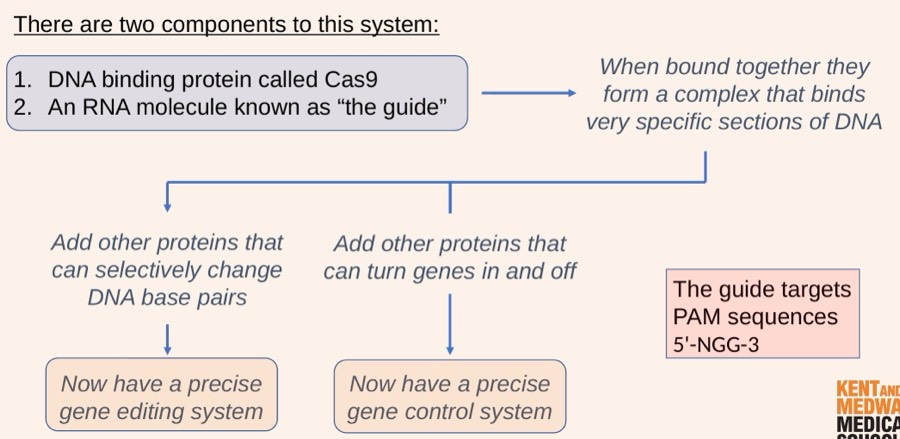 There are two components to this system:
1. DNA binding protein called Cas9
2. An RNA molecule known as “the guide”
When bound together they
form a complex that binds
very specific sections of DNA
Add other proteins that
can selectively change
DNA base pairs
Add other proteins that
can turn genes in and off
The guide targets
PAM sequences
5'-NGG-3
Now have a precise
gene editing system
Now have a precise
gene control system
KENT AND
MEDWA
MEDICA